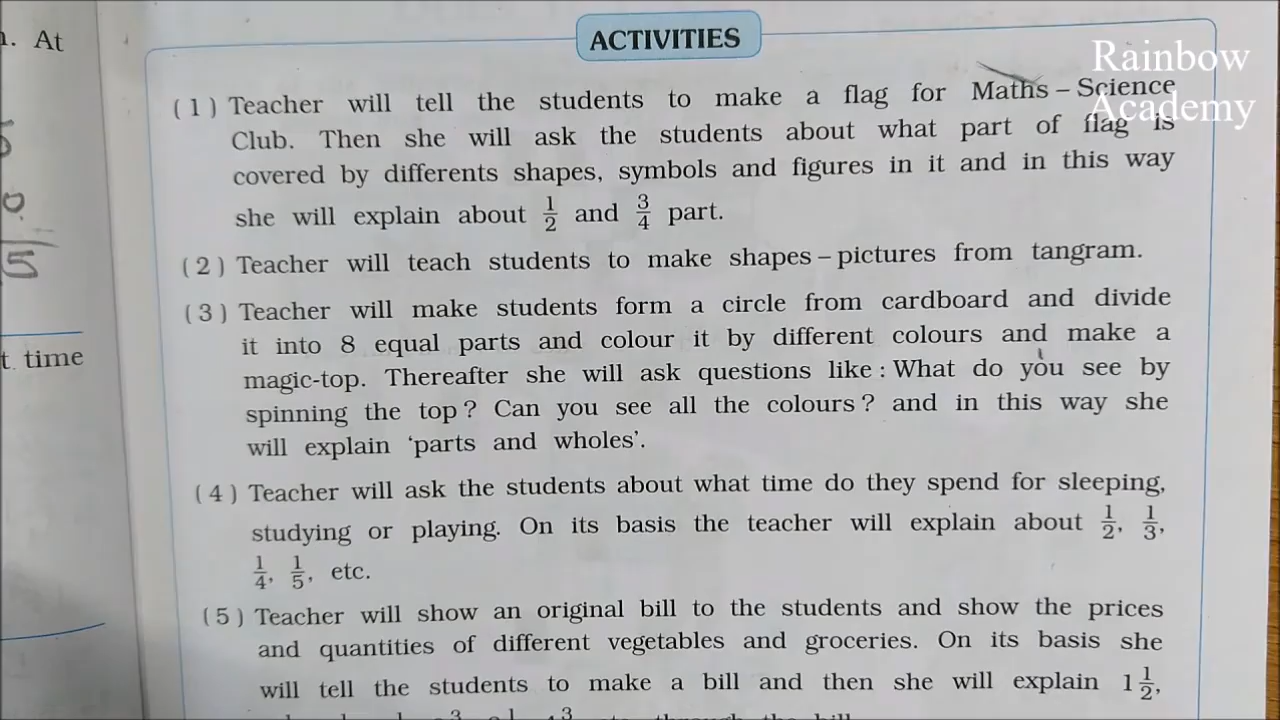 n. At
5
0.
5
t time
ACTIVITIES
Rainbow
Academy
(1) Teacher will tell the students to make a flag for Maths – Science
Club. Then she will ask the students about what part of flag is
covered by differents shapes, symbols and figures in it and in this way
she will explain about 1/2 and 3/4 part.
(2) Teacher will teach students to make shapes – pictures from tangram.
(3) Teacher will make students form a circle from cardboard and divide
it into 8 equal parts and colour it by different colours and make a
magic-top. Thereafter she will ask questions like : What do you see by
spinning the top ? Can you see all the colours ? and in this way she
will explain ‘parts and wholes’.
(4) Teacher will ask the students about what time do they spend for sleeping,
studying or playing. On its basis the teacher will explain about 1/2, 1/3,
1/4, 1/5, etc.
(5) Teacher will show an original bill to the students and show the prices
and quantities of different vegetables and groceries. On its basis she
will tell the students to make a bill and then she will explain 1 1/2,
through the bill